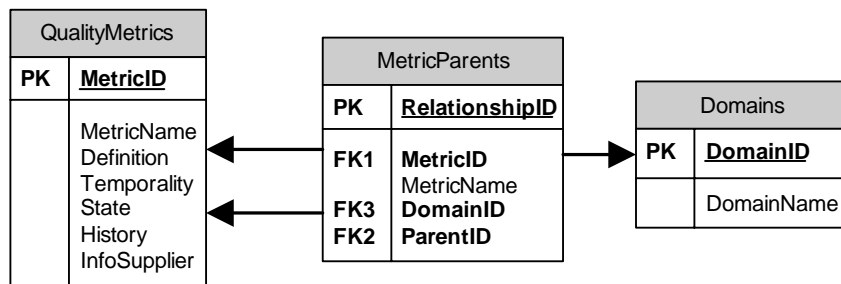 QualityMetrics
PK MetricID
MetricName
Definition
Temporality
State
History
InfoSupplier
MetricParents
PK RelationshipID
FK1 MetricID
MetricName
FK3 DomainID
FK2 ParentID
Domains
PK DomainID
DomainName